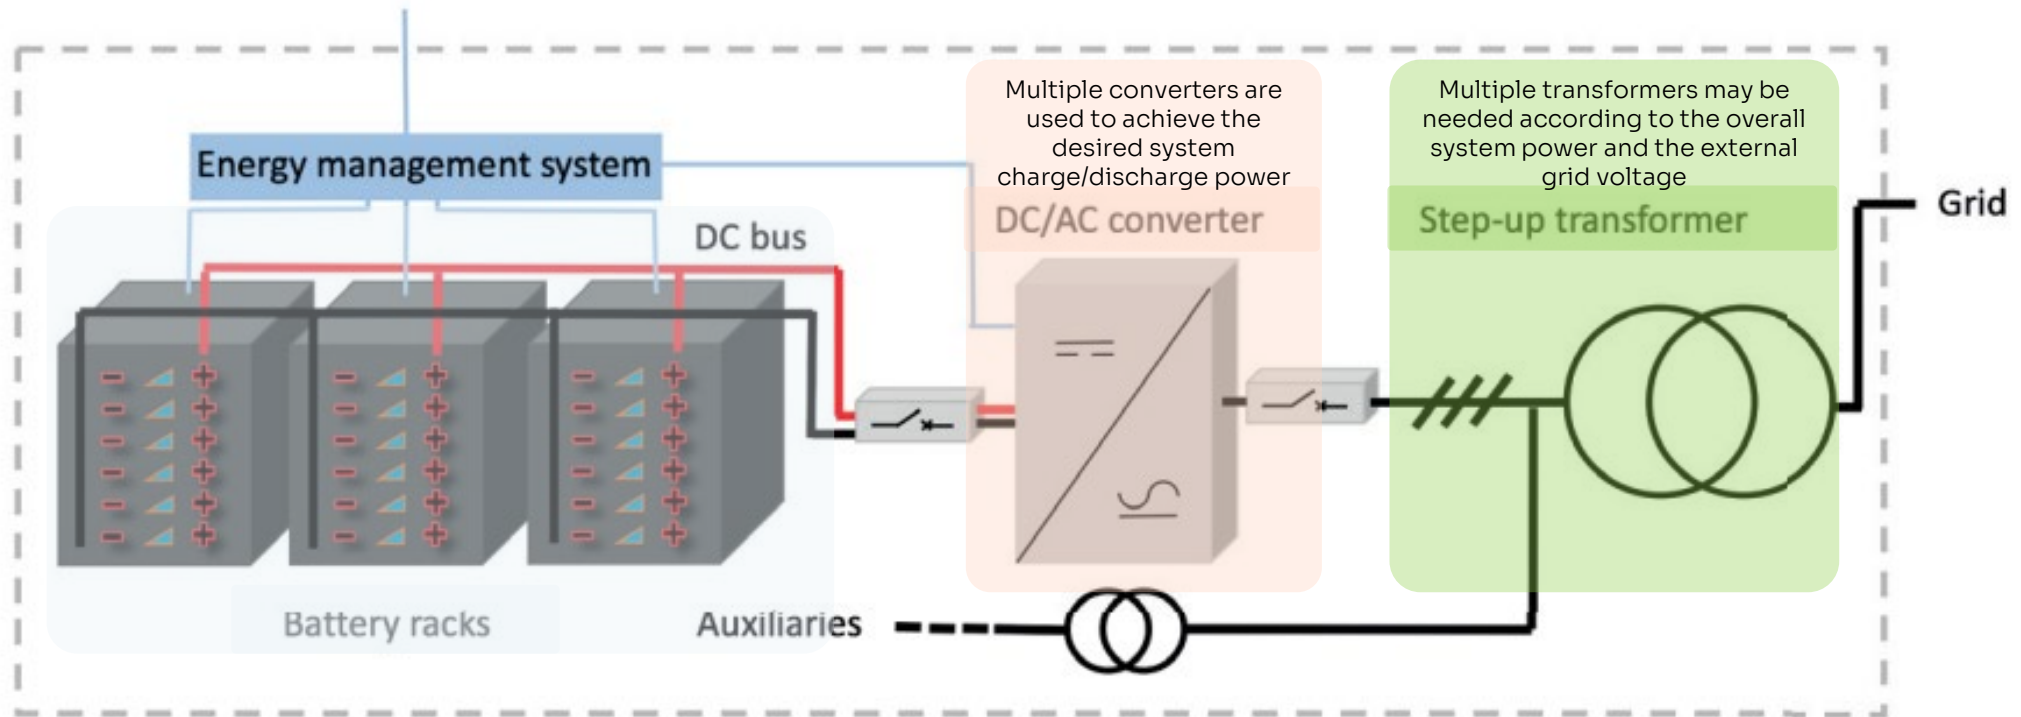 Multiple converters are
used to achieve the
desired system
charge/discharge power
Multiple transformers may be
needed according to the overall
system power and the external
grid voltage
Energy management system
DC bus
DC/AC converter
Step-up transformer
Grid
Battery racks
Auxiliaries